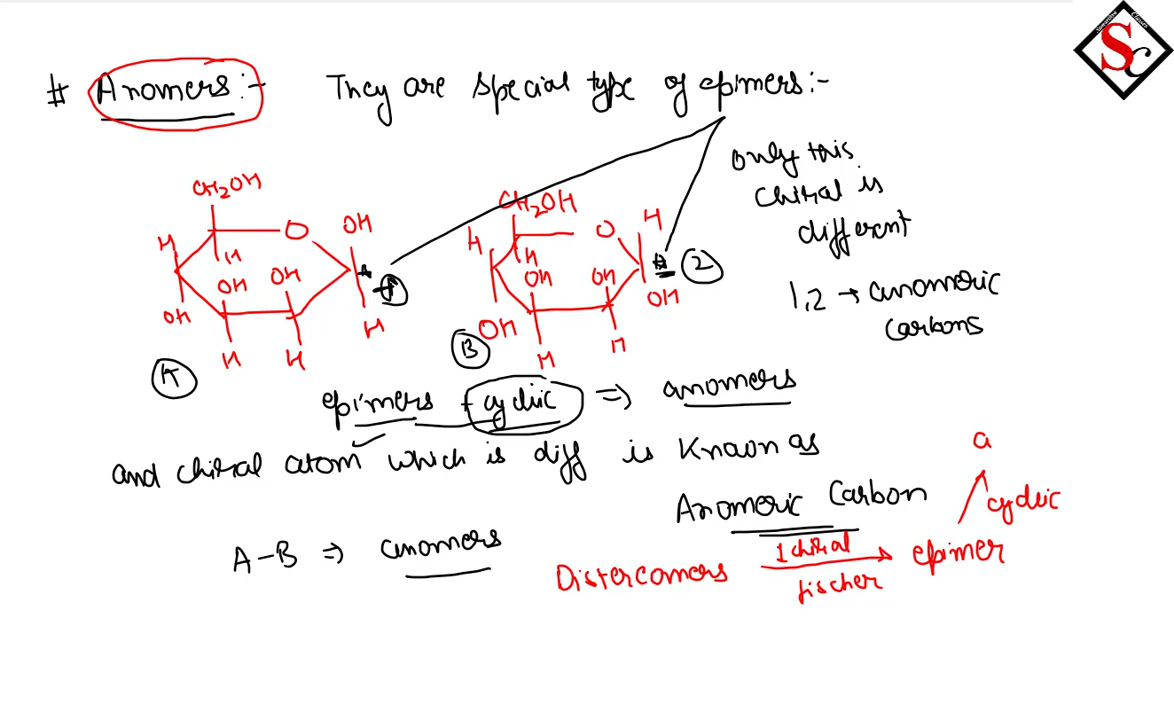 # Anomers :- They are special type of epimers :-
only this
chiral is
different
1,2 → anomeric
carbons
CH₂OH
O
OH
H
H
OH
OH
OH
H
H
H
1
A
CH₂OH
O
H
H
H
OH
OH
OH
OH
H
H
2
B
epimers + cyclic ⇒ anomers
and chiral atom which is diff is Known as
Anomeric Carbon
A-B ⇒ anomers
Distereomers
1 chiral
fischer
epimer
cyclic
a
S
C